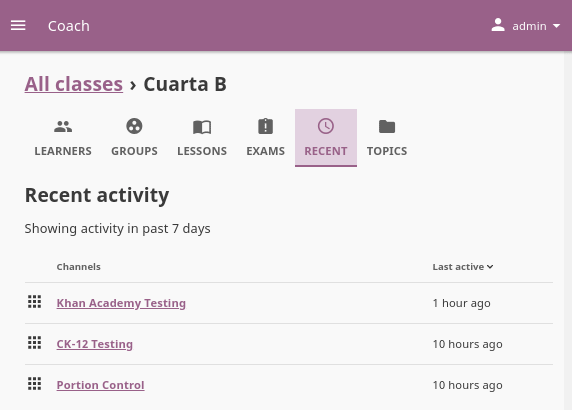 Coach
admin
All classes › Cuarta B
LEARNERS GROUPS LESSONS EXAMS RECENT TOPICS
Recent activity
Showing activity in past 7 days
Channels Last active
Khan Academy Testing 1 hour ago
CK-12 Testing 10 hours ago
Portion Control 10 hours ago